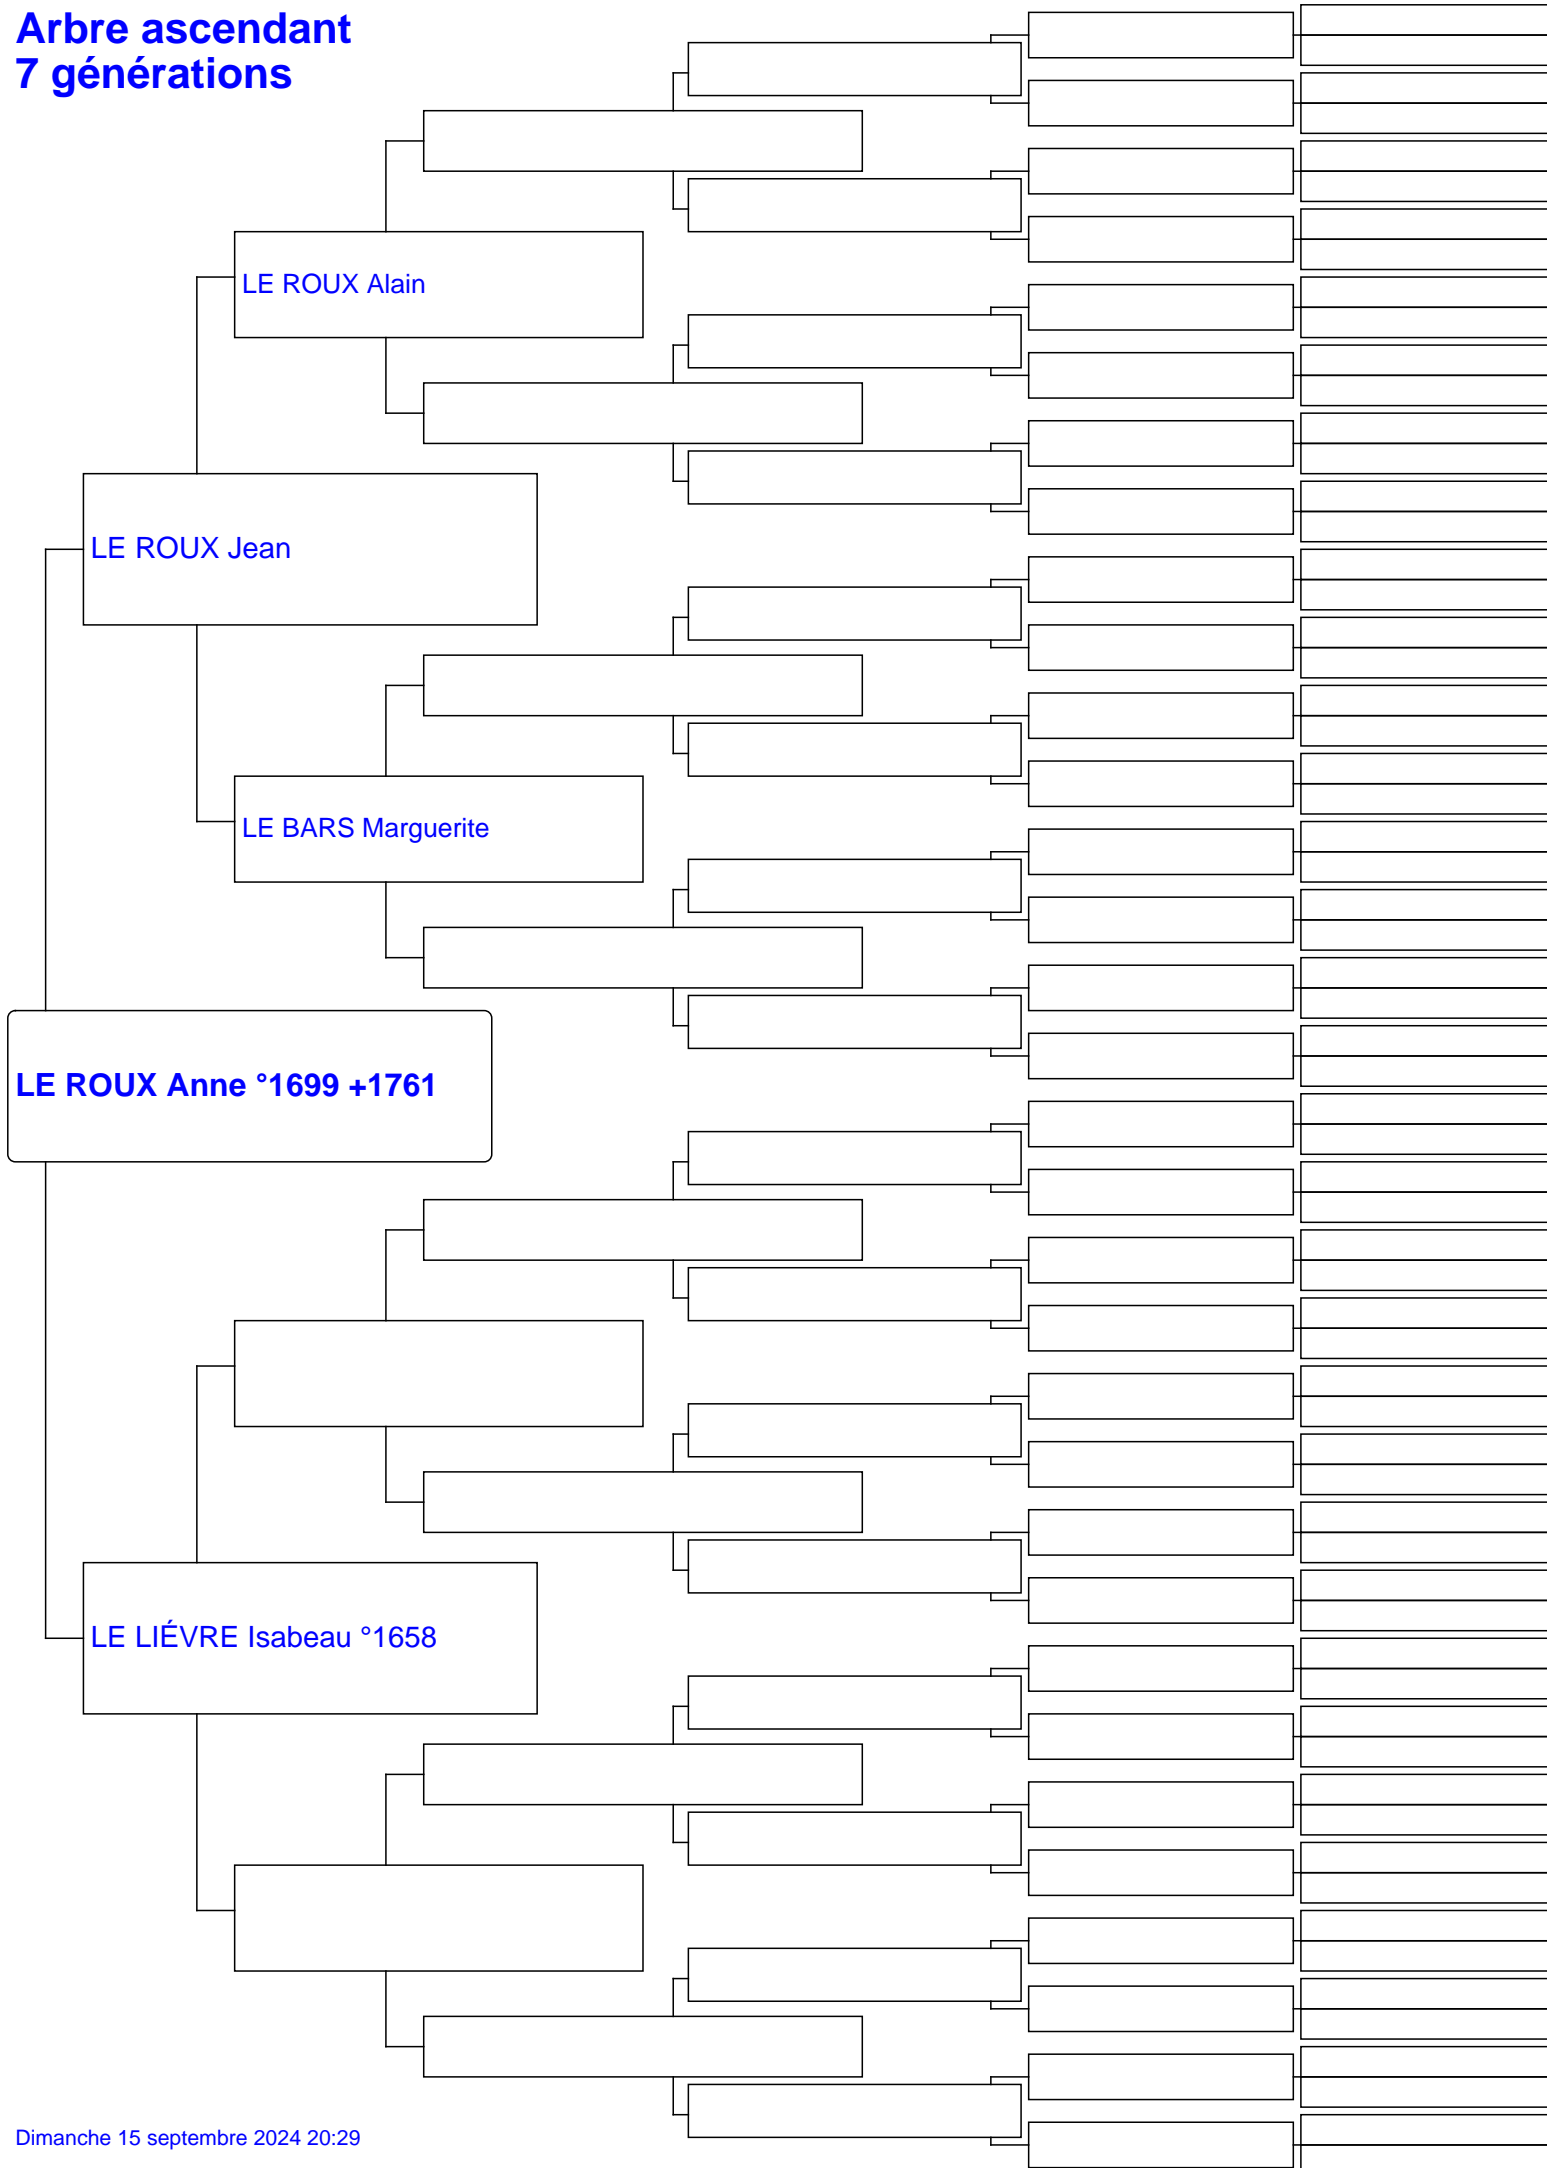 Arbre ascendant
7 générations
LE ROUX Alain
LE ROUX Jean
LE BARS Marguerite
LE ROUX Anne °1699 +1761
LE LIÉVRE Isabeau °1658
Dimanche 15 septembre 2024 20:29